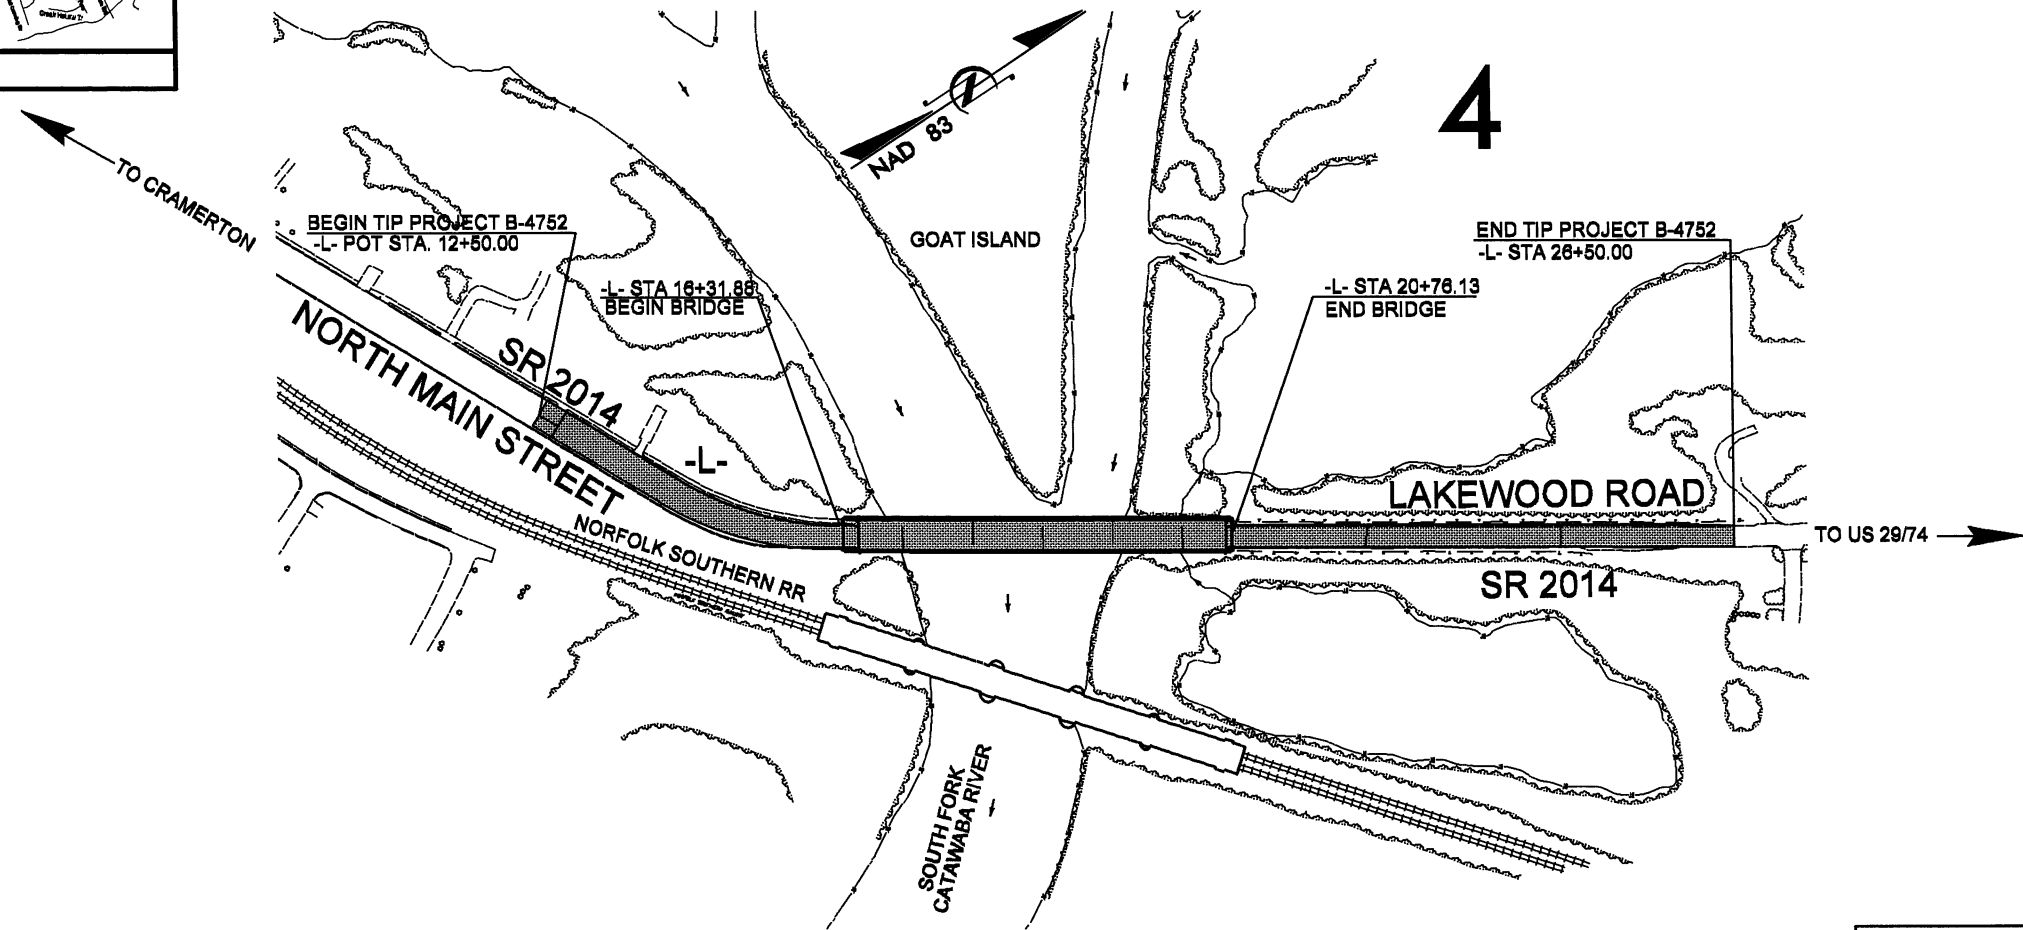 4
NAD 83
TO CRAMERTON
BEGIN TIP PROJECT B-4752
-L- POT STA. 12+50.00
GOAT ISLAND
END TIP PROJECT B-4752
-L- STA 26+50.00
-L- STA 16+31.88
BEGIN BRIDGE
-L- STA 20+76.13
END BRIDGE
NORTH MAIN STREET
SR 2014
-L-
LAKEWOOD ROAD
TO US 29/74
NORFOLK SOUTHERN RR
SR 2014
SOUTH FORK
CATAWABA RIVER